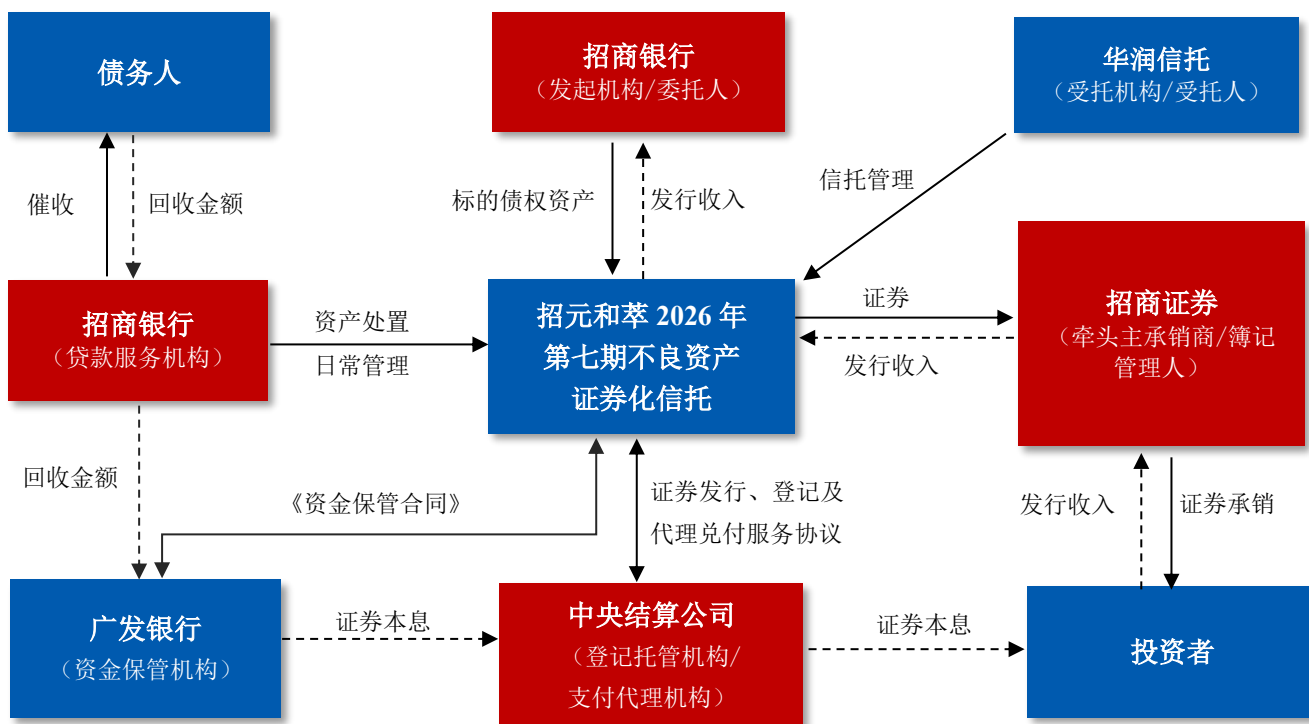 债务人
招商银行
（发起机构/委托人）
华润信托
（受托机构/受托人）
催收
回收金额
标的债权资产
发行收入
信托管理
招商银行
（贷款服务机构）
资产处置
日常管理
招元和萃 2026 年
第七期不良资产
证券化信托
证券
发行收入
招商证券
（牵头主承销商/簿记
管理人）
回收金额
《资金保管合同》
证券发行、登记及
代理兑付服务协议
发行收入
证券承销
广发银行
（资金保管机构）
证券本息
中央结算公司
（登记托管机构/
支付代理机构）
证券本息
投资者